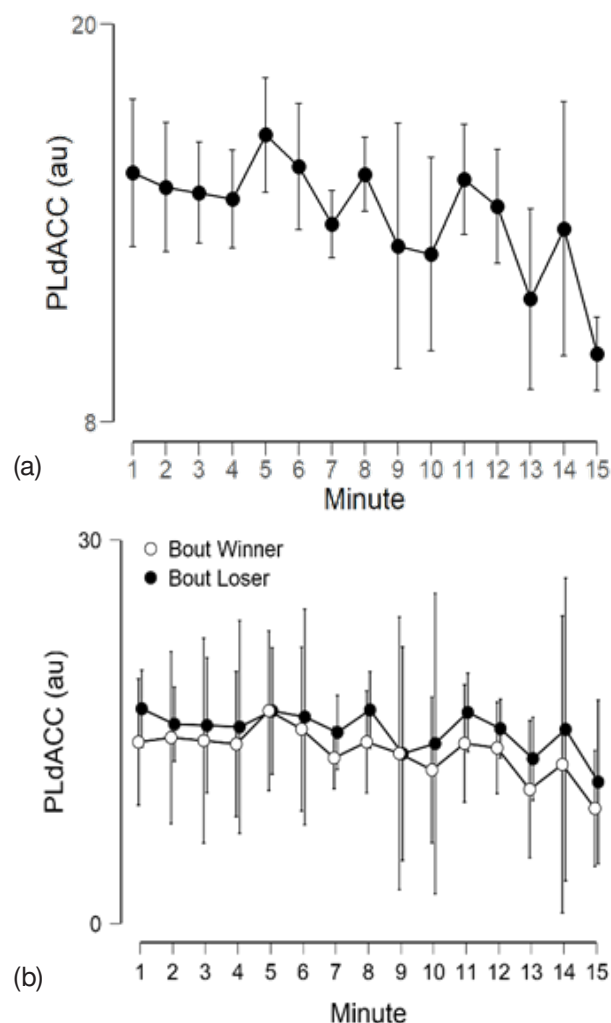 20
PLdACC (au)
8
1 2 3 4 5 6 7 8 9 10 11 12 13 14 15
(a)
Minute
30
Bout Winner
Bout Loser
PLdACC (au)
0
1 2 3 4 5 6 7 8 9 10 11 12 13 14 15
(b)
Minute